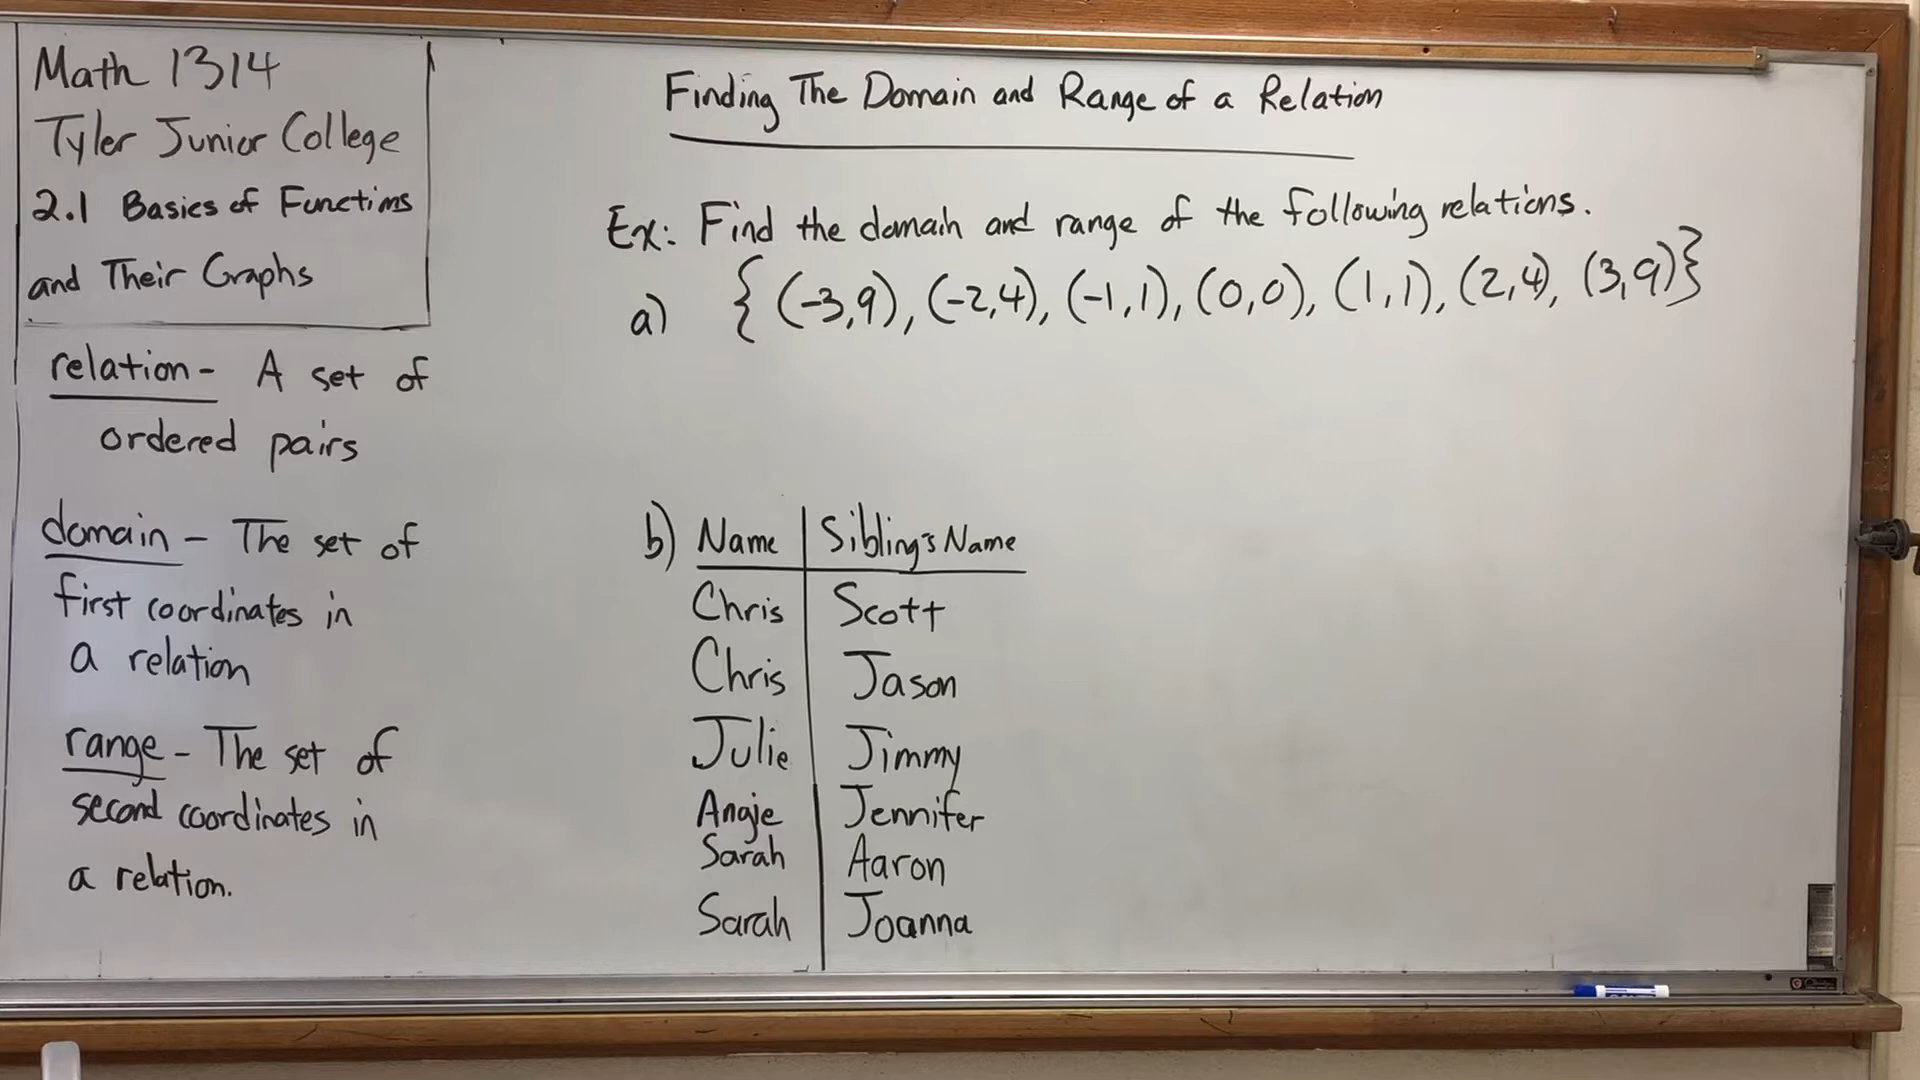 Math 1314
Tyler Junior College
2.1 Basics of Functions
and Their Graphs
relation - A set of
ordered pairs
domain - The set of
first coordinates in
a relation
range - The set of
second coordinates in
a relation.
Finding The Domain and Range of a Relation
Ex: Find the domain and range of the following relations.
a) { (-3,9), (-2,4), (-1,1), (0,0), (1,1), (2,4), (3,9)}
b) Name Sibling's Name
Chris Scott
Chris Jason
Julie Jimmy
Angie Jennifer
Sarah Aaron
Sarah Joanna